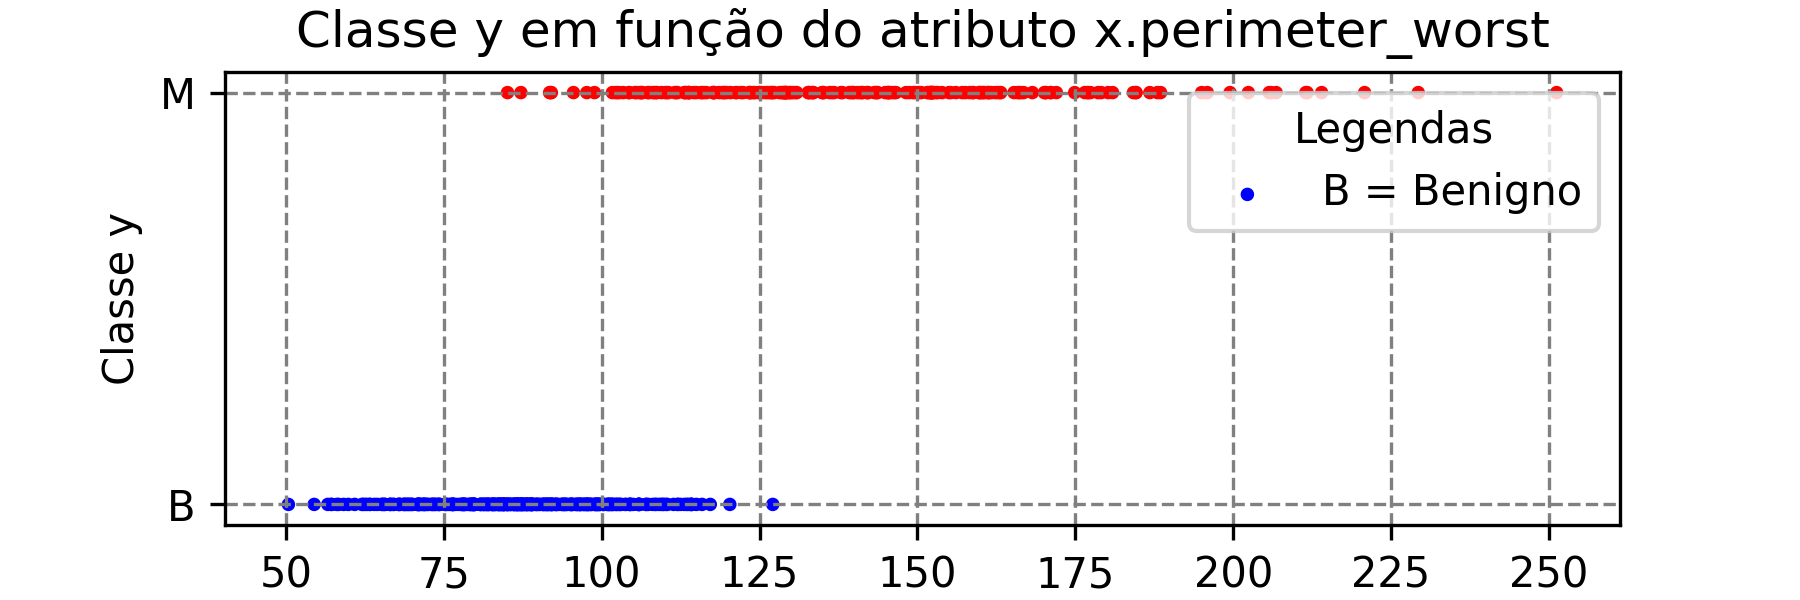 Classe y em função do atributo x.perimeter_worst
M
Legendas
B = Benigno
Classe y
B
50 75 100 125 150 175 200 225 250